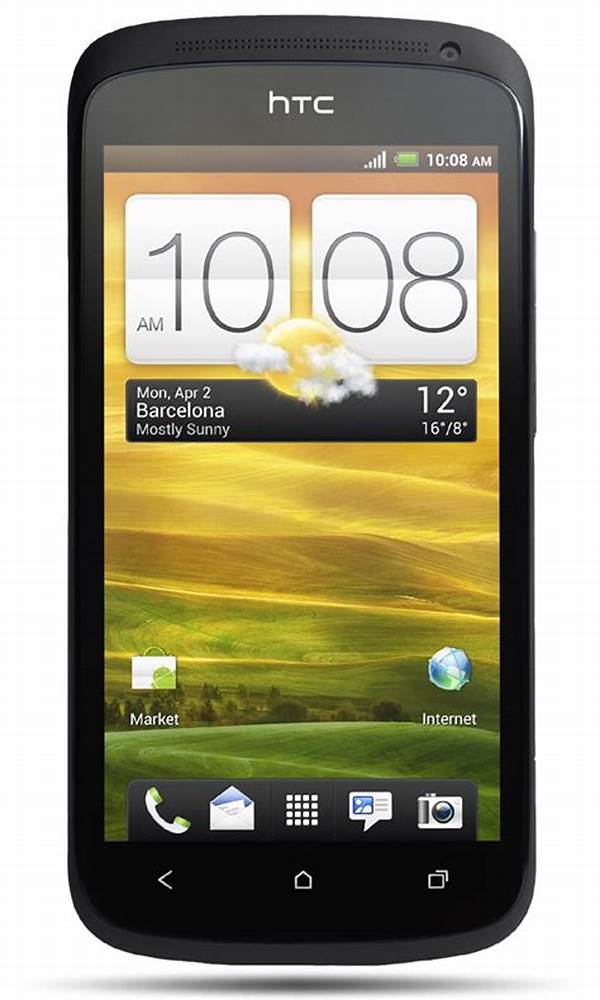 hTC
10:08 AM
AM 10 08
Mon, Apr 2
Barcelona
Mostly Sunny
12°
16°/8°
Market
Internet